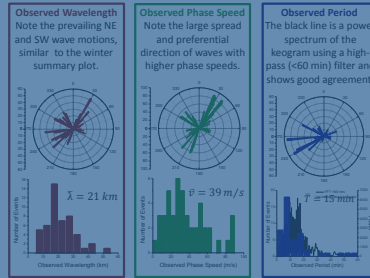 Observed Wavelength
Note the prevailing NE
and SW wave motions,
similar to the winter
summary plot.
λ̄ = 21 km
Number of Events
Observed Wavelength (km)
Observed Phase Speed
Note the large spread
and preferential
direction of waves with
higher phase speeds.
v̄ = 39 m/s
Number of Events
Observed Phase Speed (m/s)
Observed Period
The black line is a powe
spectrum of the
keogram using a high-
pass (<60 min) filter an
shows good agreement
T̄ = 15 min
Number of Events
Observed Period (min)